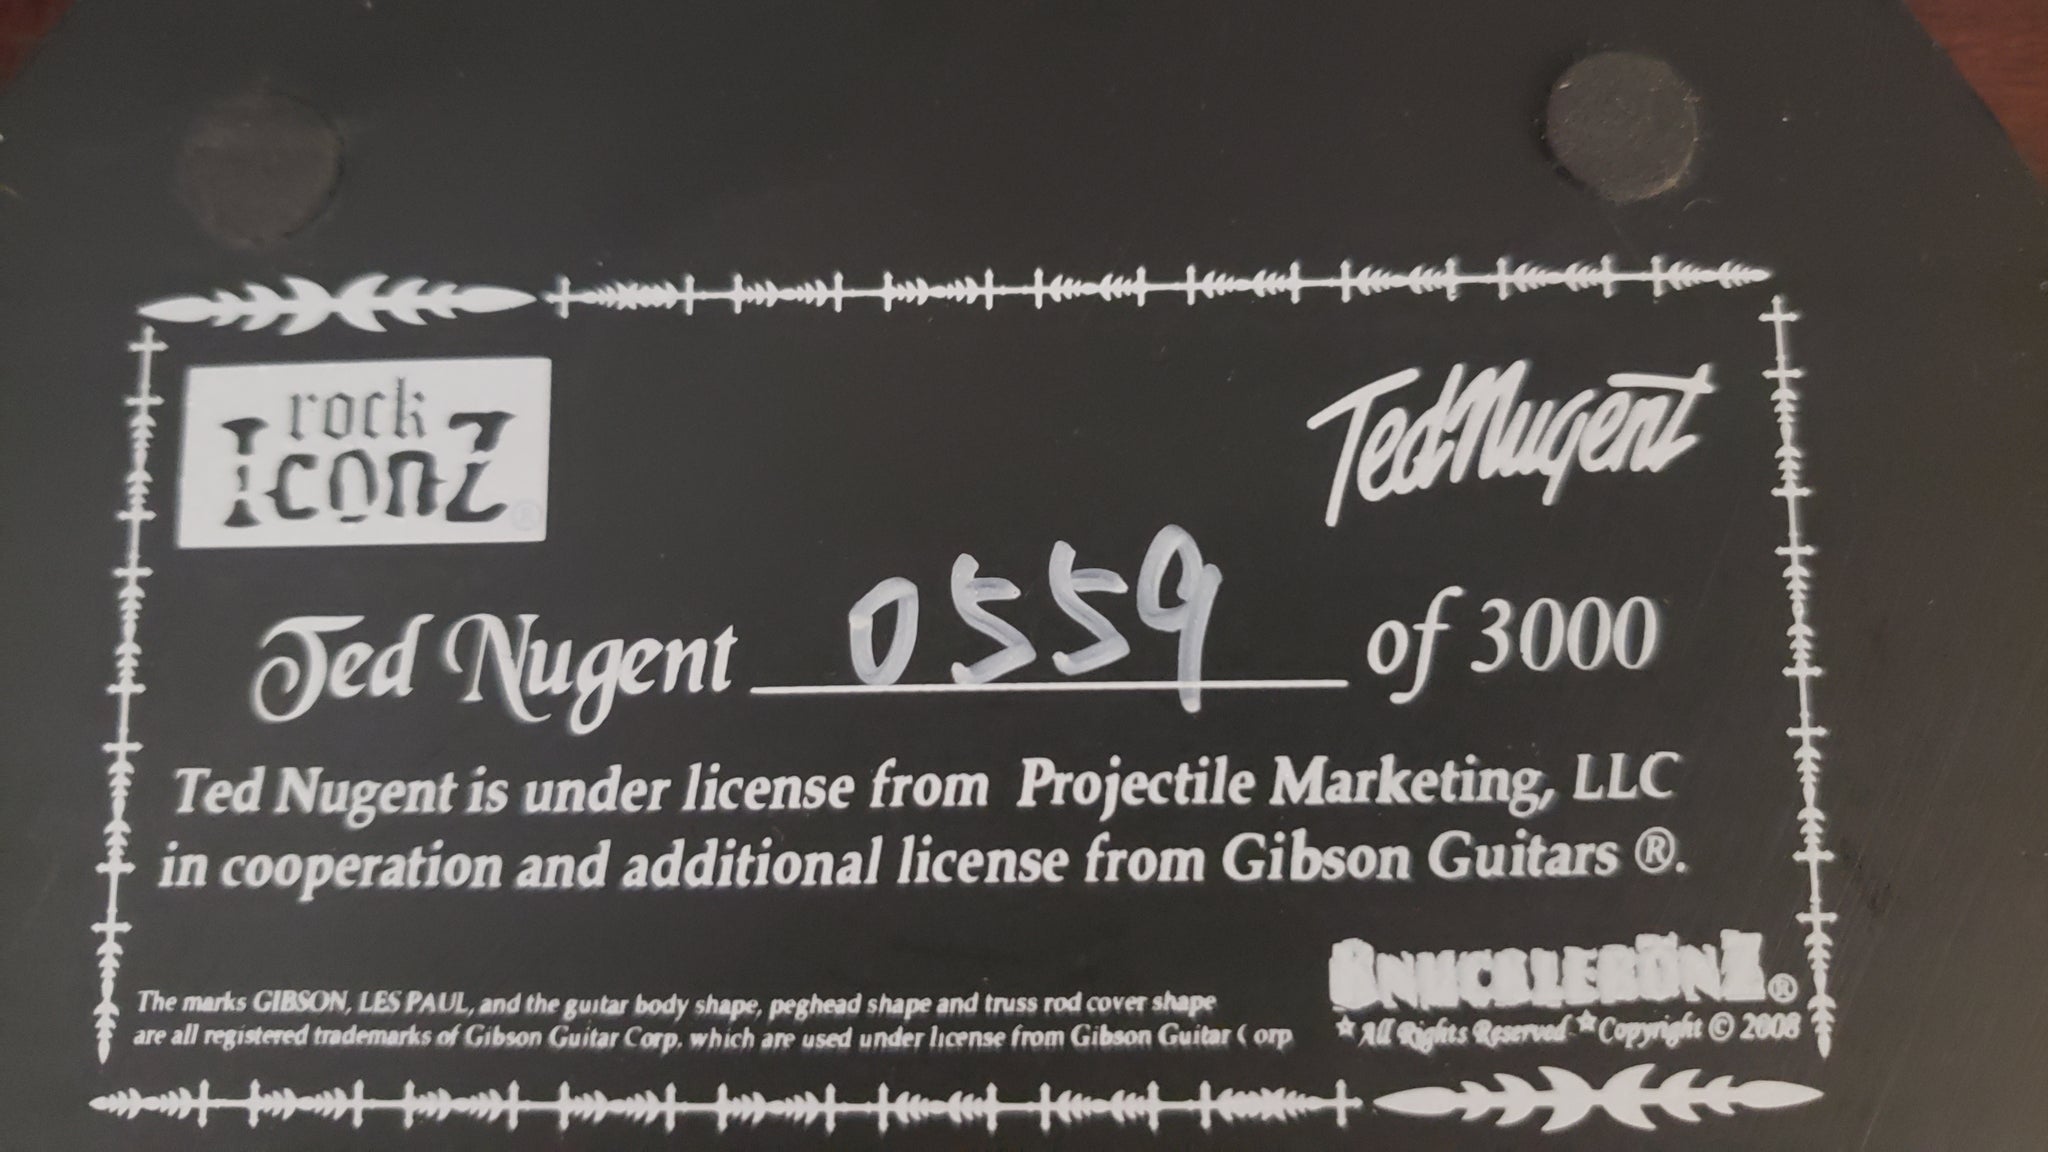 rock
IconZ ®
Ted Nugent
Ted Nugent 0559 of 3000
Ted Nugent is under license from Projectile Marketing, LLC
in cooperation and additional license from Gibson Guitars ®.
KNUCKLEBONZ ®
The marks GIBSON, LES PAUL, and the guitar body shape, peghead shape and truss rod cover shape
are all registered trademarks of Gibson Guitar Corp. which are used under license from Gibson Guitar Corp
★ All Rights Reserved ★ Copyright © 2008